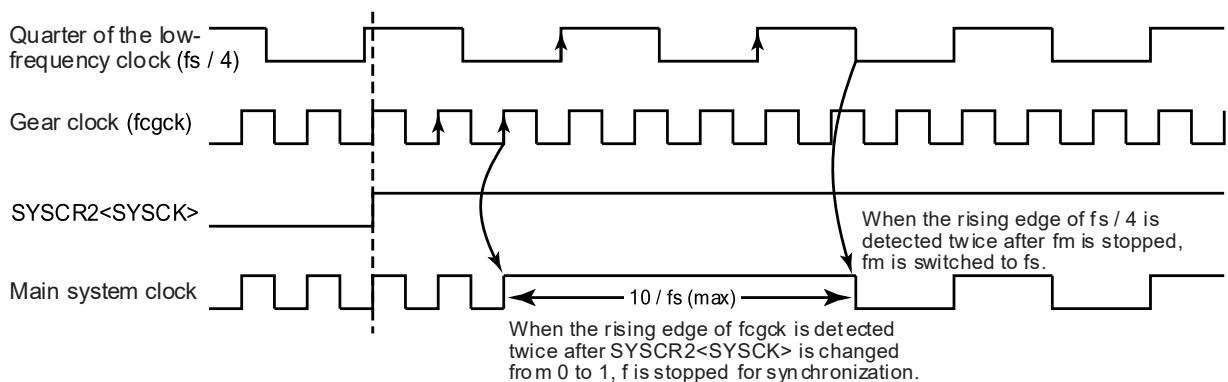 Quarter of the low-
frequency clock (fs / 4)
Gear clock (fcgck)
SYSCR2<SYSCK>
When the rising edge of fs / 4 is
detected twice after fm is stopped,
fm is switched to fs.
Main system clock
10 / fs (max)
When the rising edge of fcgck is detected
twice after SYSCR2<SYSCK> is changed
from 0 to 1, f is stopped for synchronization.